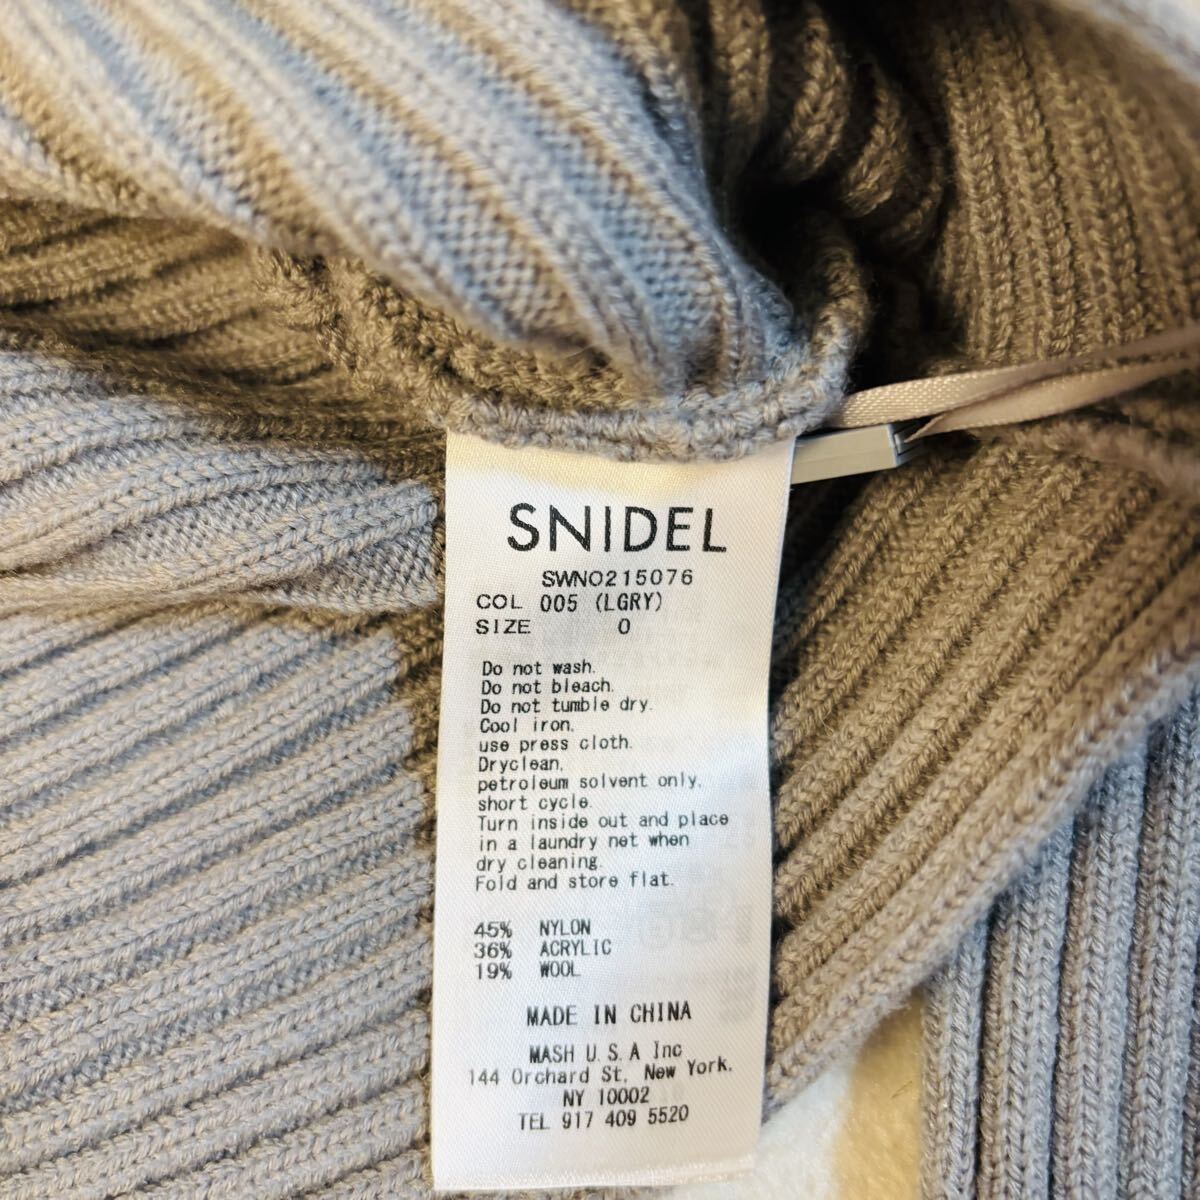 SNIDEL
SWNO215076
COL 005 (LGRY)
SIZE 0
Do not wash.
Do not bleach.
Do not tumble dry.
Cool iron.
use press cloth.
Dryclean.
petroleum solvent only.
short cycle.
Turn inside out and place
in a laundry net when
dry cleaning.
Fold and store flat.
45% NYLON
36% ACRYLIC
19% WOOL
MADE IN CHINA
MASH U.S.A Inc
144 Orchard St. New York.
NY 10002
TEL 917 409 5520